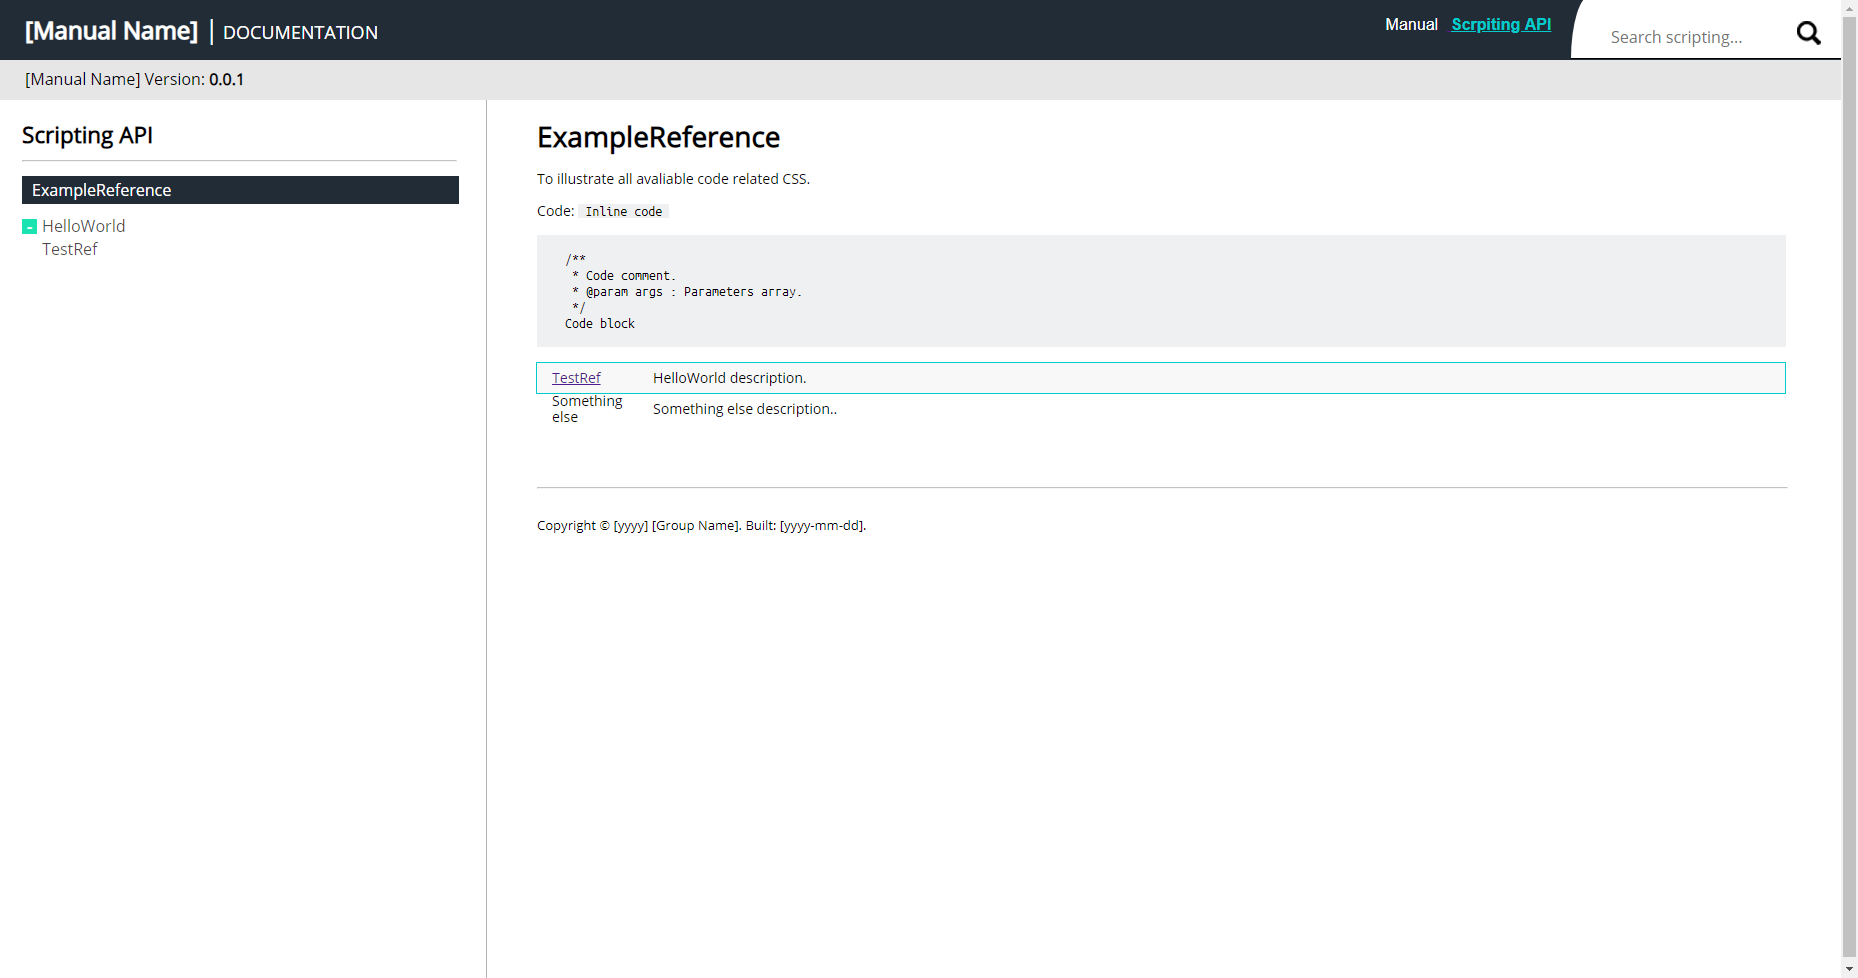 [Manual Name] | DOCUMENTATION
Manual Scrpiting API
Search scripting...
[Manual Name] Version: 0.0.1
Scripting API
ExampleReference
- HelloWorld
TestRef
ExampleReference
To illustrate all avaliable code related CSS.
Code: Inline code
/**
* Code comment.
* @param args : Parameters array.
*/
Code block
TestRef HelloWorld description.
Something else Something else description..
Copyright © [yyyy] [Group Name]. Built: [yyyy-mm-dd].